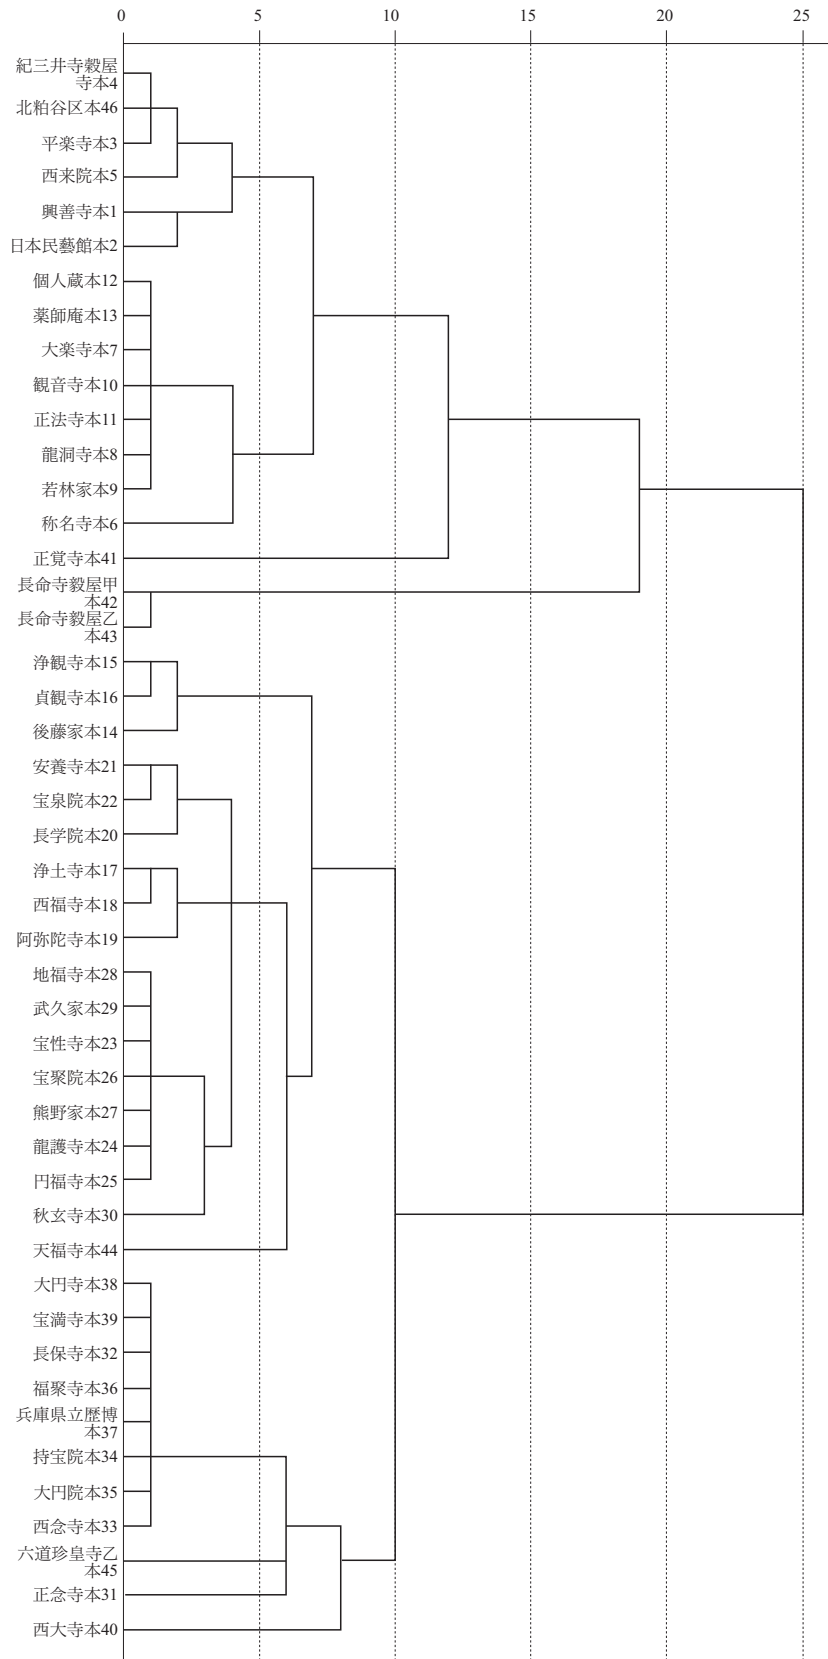 0 5 10 15 20 25
紀三井寺穀屋
寺本4
北粕谷区本46
平楽寺本3
西来院本5
興善寺本1
日本民藝館本2
個人蔵本12
薬師庵本13
大楽寺本7
観音寺本10
正法寺本11
龍洞寺本8
若林家本9
称名寺本6
正覚寺本41
長命寺穀屋甲
本42
長命寺穀屋乙
本43
浄観寺本15
貞観寺本16
後藤家本14
安養寺本21
宝泉院本22
長学院本20
浄土寺本17
西福寺本18
阿弥陀寺本19
地福寺本28
武久家本29
宝性寺本23
宝聚院本26
熊野家本27
龍護寺本24
円福寺本25
秋玄寺本30
天福寺本44
大円寺本38
宝満寺本39
長保寺本32
福聚寺本36
兵庫県立歴博
本37
持宝院本34
大円院本35
西念寺本33
六道珍皇寺乙
本45
正念寺本31
西大寺本40